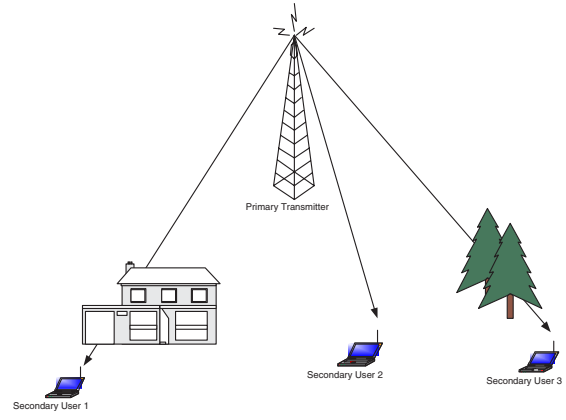 Primary Transmitter
Secondary User 2
Secondary User 3
Secondary User 1